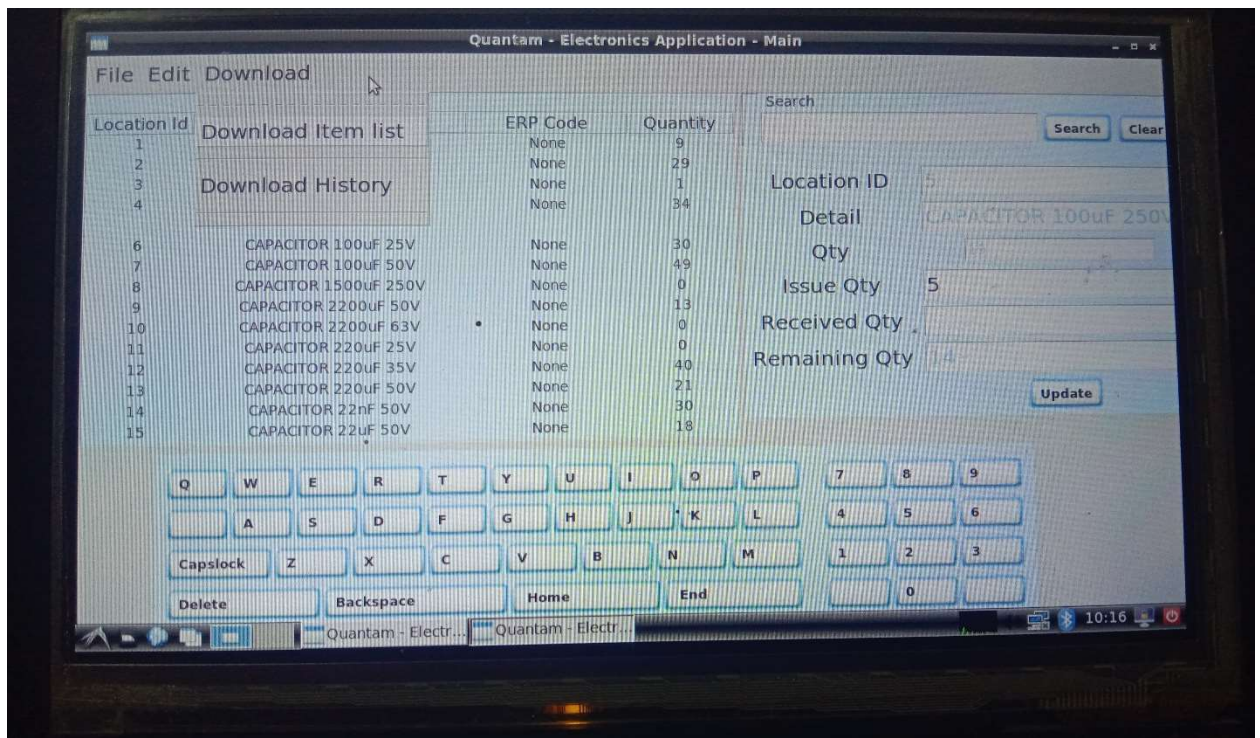 Quantam - Electronics Application - Main
File Edit Download
Download Item list
Download History
Location Id ERP Code Quantity
1 None 9
2 None 29
3 None 1
4 None 34
6 CAPACITOR 100uF 25V None 30
7 CAPACITOR 100uF 50V None 49
8 CAPACITOR 1500uF 250V None 0
9 CAPACITOR 2200uF 50V None 13
10 CAPACITOR 2200uF 63V None 0
11 CAPACITOR 220uF 25V None 0
12 CAPACITOR 220uF 35V None 40
13 CAPACITOR 220uF 50V None 21
14 CAPACITOR 22nF 50V None 30
15 CAPACITOR 22uF 50V None 18
Search
Search Clear
Location ID 5
Detail CAPACITOR 100uF 250V
Qty
Issue Qty 5
Received Qty
Remaining Qty 14
Update
Q W E R T Y U I O P 7 8 9
A S D F G H J K L 4 5 6
Capslock Z X C V B N M 1 2 3
Delete Backspace Home End 0
Quantam - Electr... Quantam - Electr... 10:16